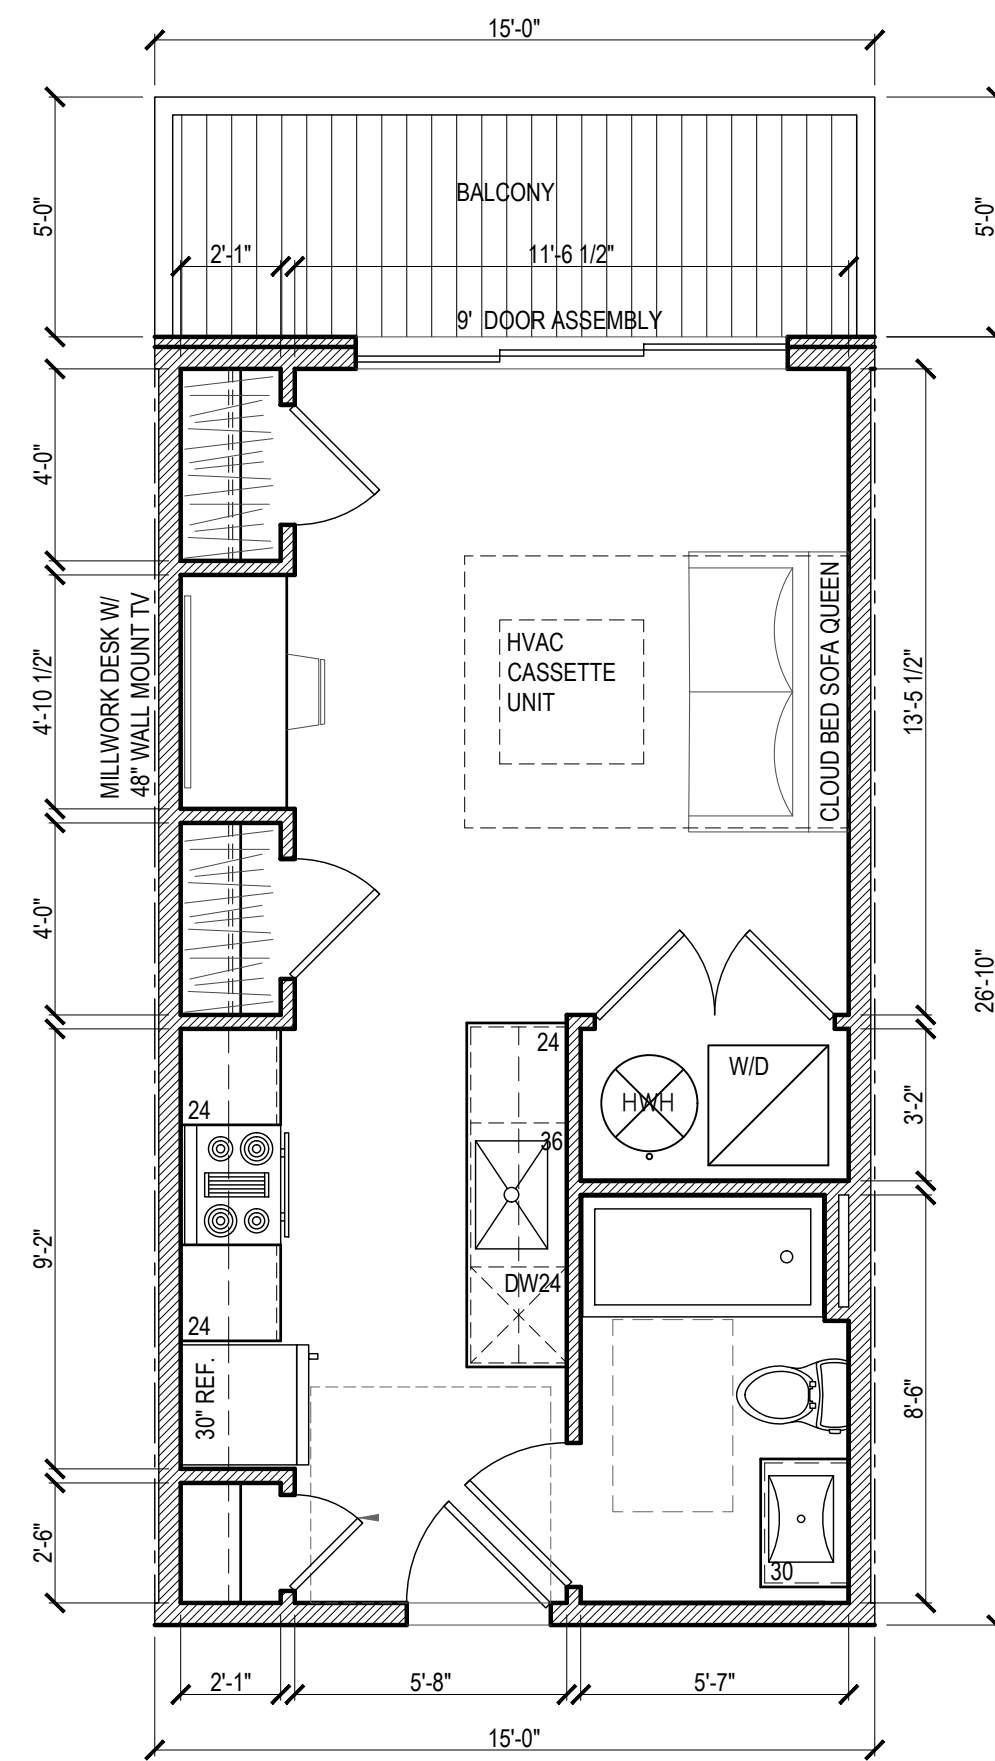 15'-0"
5'-0"
5'-0"
BALCONY
2'-1"
11'-6 1/2"
9' DOOR ASSEMBLY
4'-0"
4'-10 1/2"
MILLWORK DESK W/
48" WALL MOUNT TV
HVAC
CASSETTE
UNIT
CLOUD BED SOFA QUEEN
13'-5 1/2"
4'-0"
26'-10"
24
24
36
DW24
24
HWH
W/D
3'-2"
9'-2"
30" REF.
8'-6"
2'-6"
30
2'-1"
5'-8"
5'-7"
15'-0"